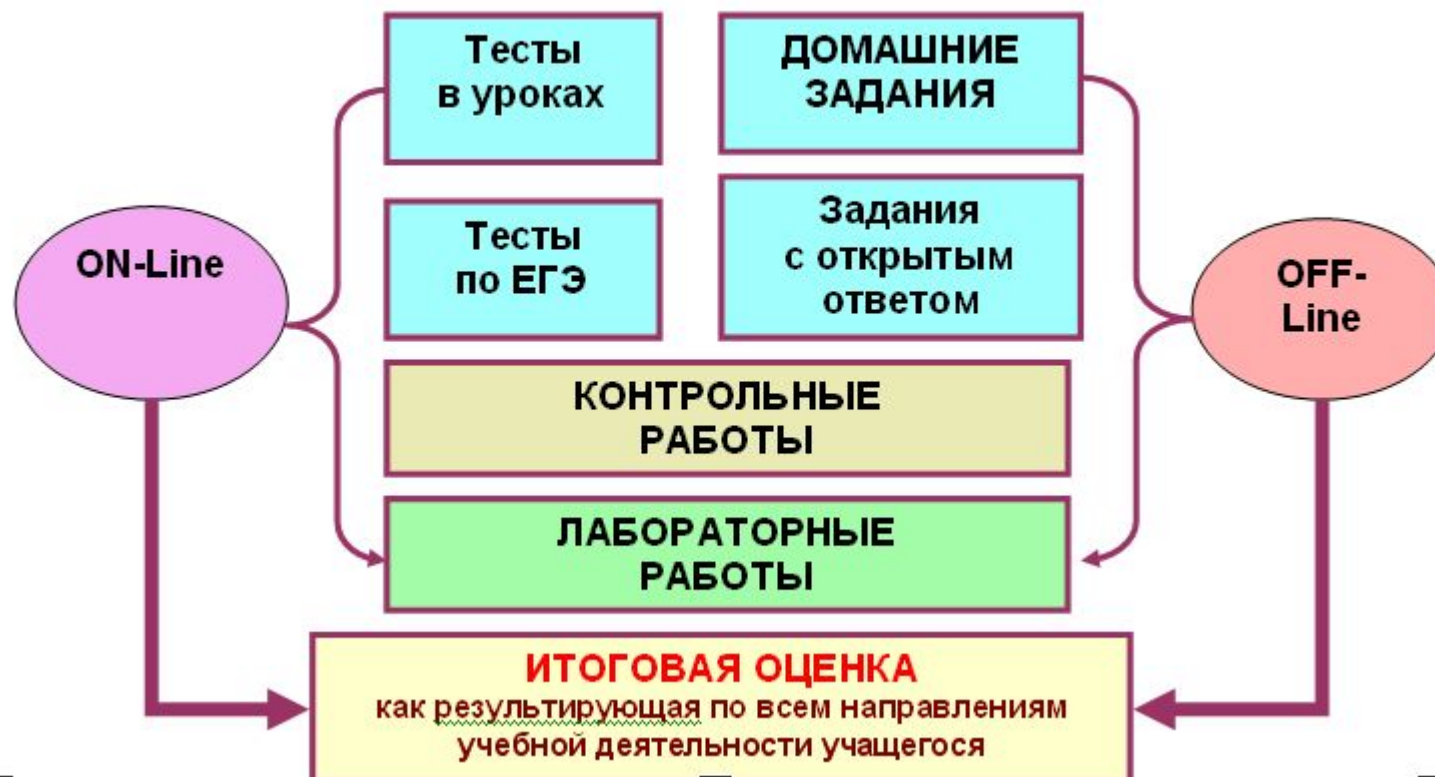 Тесты
в уроках
ДОМАШНИЕ
ЗАДАНИЯ
ON-Line
Тесты
по ЕГЭ
Задания
с открытым
ответом
OFF-
Line
КОНТРОЛЬНЫЕ
РАБОТЫ
ЛАБОРАТОРНЫЕ
РАБОТЫ
ИТОГОВАЯ ОЦЕНКА
как результирующая по всем направлениям
учебной деятельности учащегося